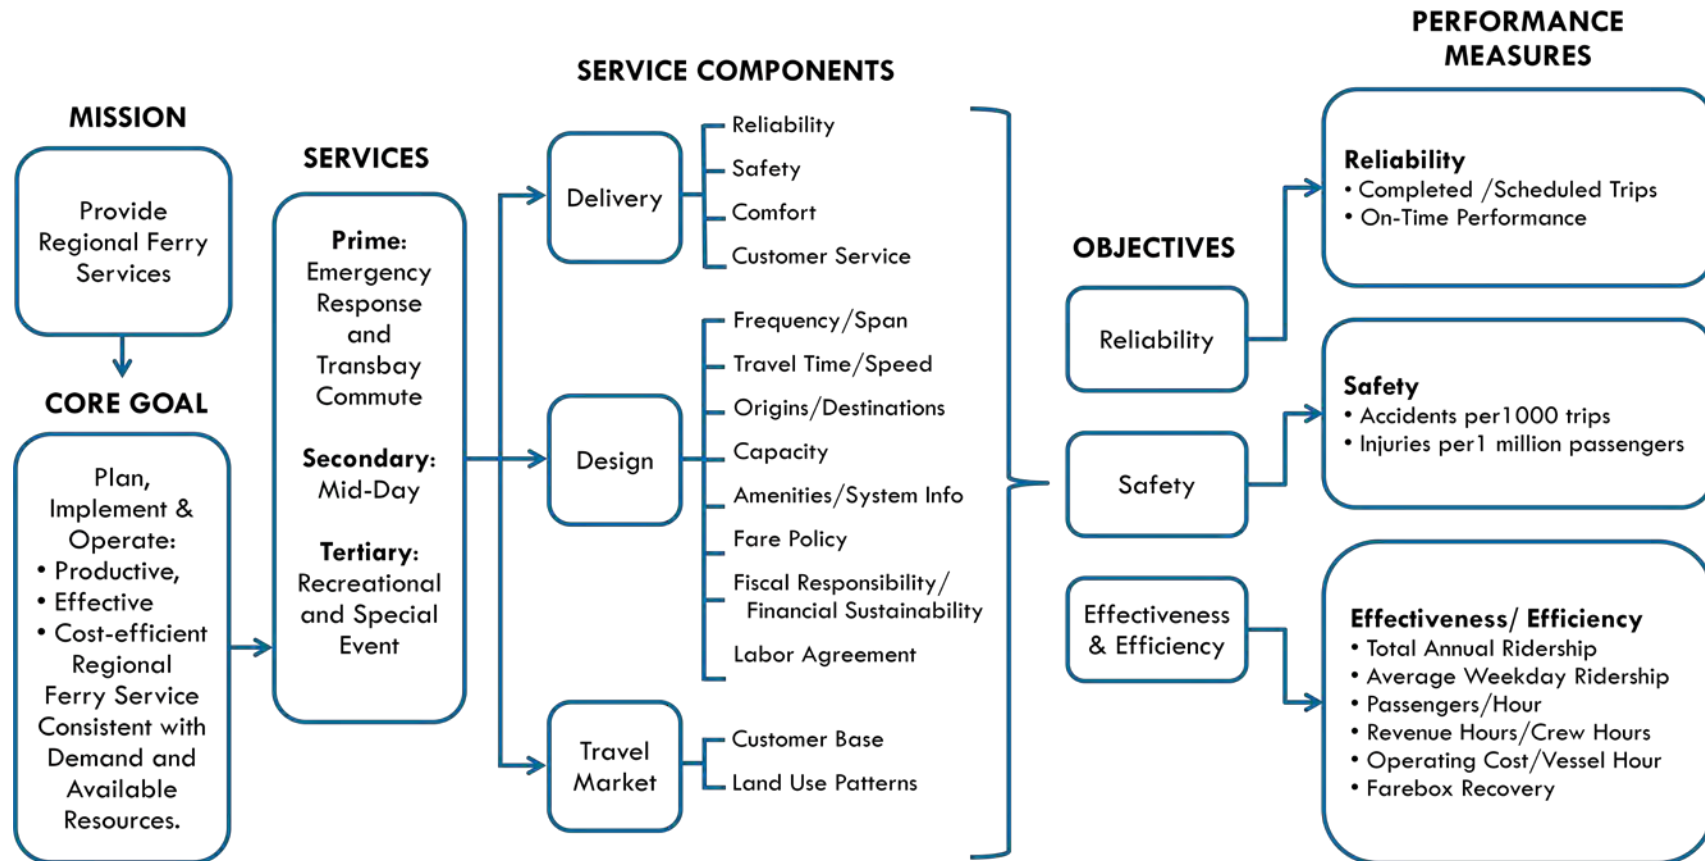 MISSION
Provide
Regional Ferry
Services
CORE GOAL
Plan,
Implement &
Operate:
• Productive,
• Effective
• Cost-efficient
Regional
Ferry Service
Consistent with
Demand and
Available
Resources.
SERVICES
Prime:
Emergency
Response
and
Transbay
Commute
Secondary:
Mid-Day
Tertiary:
Recreational
and Special
Event
SERVICE COMPONENTS
Delivery
Reliability
Safety
Comfort
Customer Service
Design
Frequency/Span
Travel Time/Speed
Origins/Destinations
Capacity
Amenities/System Info
Fare Policy
Fiscal Responsibility/
Financial Sustainability
Labor Agreement
Travel
Market
Customer Base
Land Use Patterns
OBJECTIVES
Reliability
Safety
Effectiveness
& Efficiency
PERFORMANCE
MEASURES
Reliability
• Completed /Scheduled Trips
• On-Time Performance
Safety
• Accidents per1000 trips
• Injuries per1 million passengers
Effectiveness/ Efficiency
• Total Annual Ridership
• Average Weekday Ridership
• Passengers/Hour
• Revenue Hours/Crew Hours
• Operating Cost/Vessel Hour
• Farebox Recovery